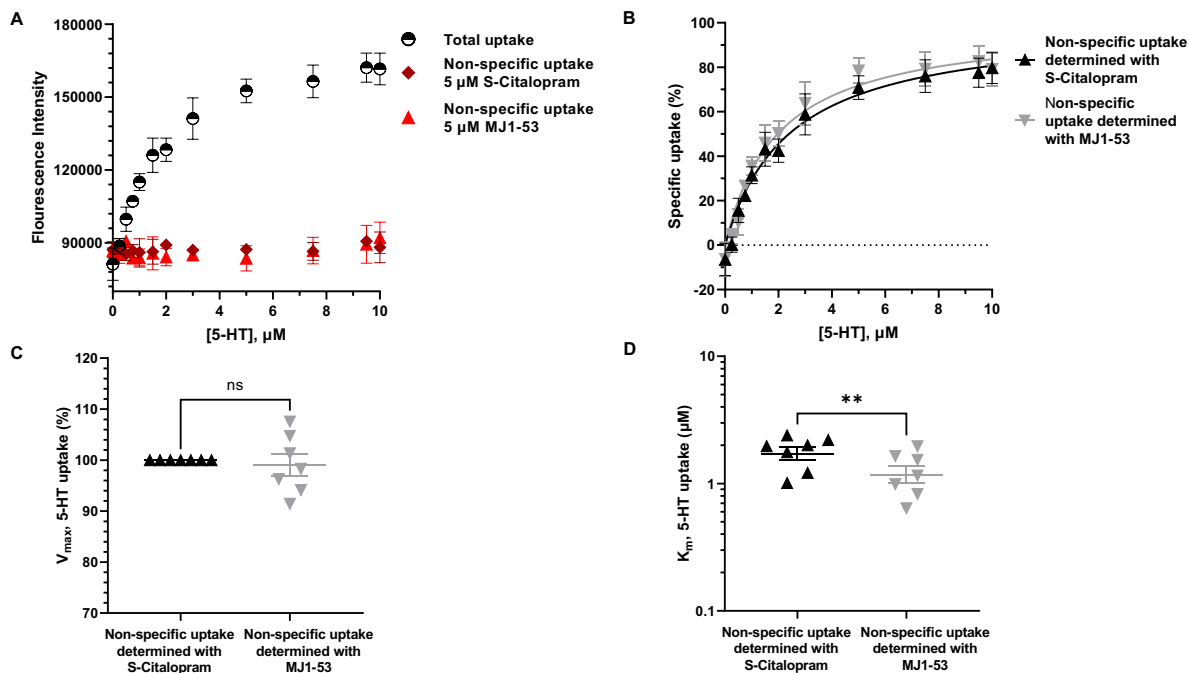 A
180000
150000
120000
90000
Flourescence Intensity
0
2
4
6
8
10
[5-HT], µM
Total uptake
Non-specific uptake
5 µM S-Citalopram
Non-specific uptake
5 µM MJ1-53
B
100
80
60
40
20
0
-20
Specific uptake (%)
0
2
4
6
8
10
[5-HT], µM
Non-specific uptake
determined with
S-Citalopram
Non-specific
uptake determined
with MJ1-53
C
120
110
100
90
80
70
Vmax, 5-HT uptake (%)
ns
Non-specific uptake
determined with
S-Citalopram
Non-specific uptake
determined with
MJ1-53
D
10
1
0.1
Km, 5-HT uptake (µM)
**
Non-specific uptake
determined with
S-Citalopram
Non-specific uptake
determined with
MJ1-53